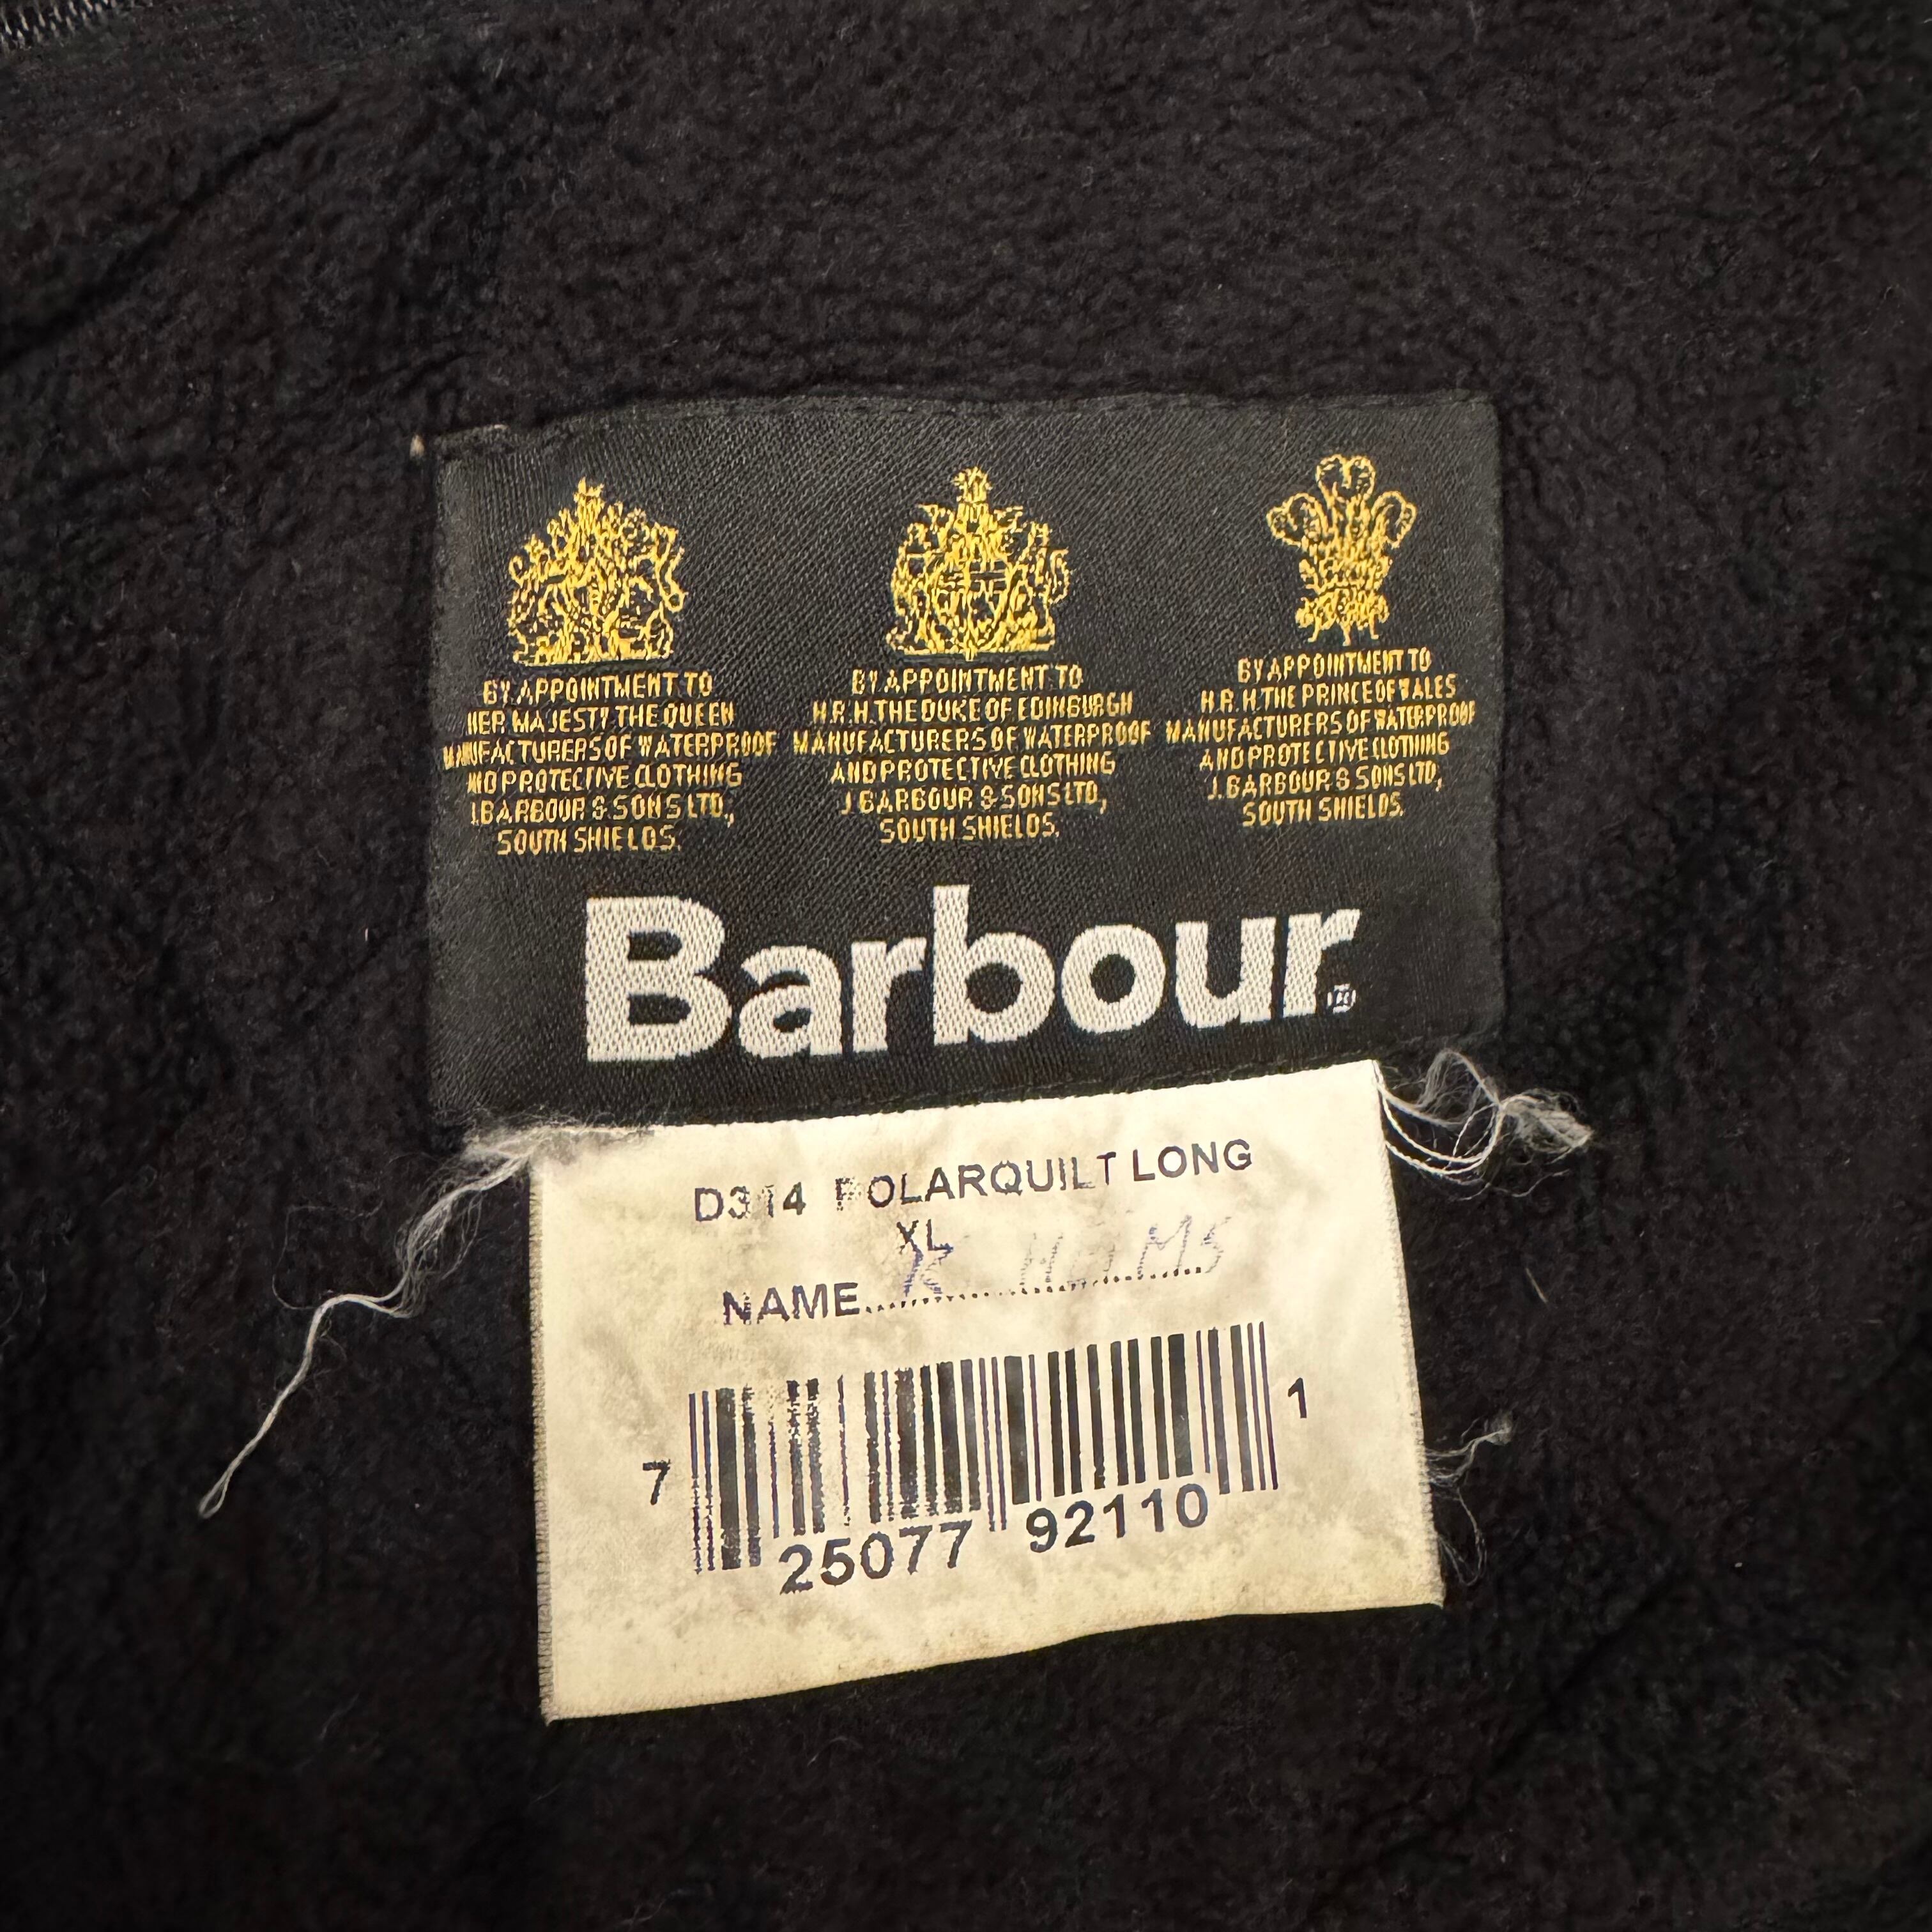 BY APPOINTMENT TO
HER MAJESTY THE QUEEN
MANUFACTURERS OF WATERPROOF
AND PROTECTIVE CLOTHING
J.BARBOUR & SONS LTD.,
SOUTH SHIELDS.
BY APPOINTMENT TO
H.R.H. THE DUKE OF EDINBURGH
MANUFACTURERS OF WATERPROOF
AND PROTECTIVE CLOTHING
J.BARBOUR & SONS LTD,
SOUTH SHIELDS.
BY APPOINTMENT TO
H.R.H. THE PRINCE OF WALES
MANUFACTURERS OF WATERPROOF
AND PROTECTIVE CLOTHING
J.BARBOUR & SONS LTD,
SOUTH SHIELDS.
Barbour®
D314 POLARQUILT LONG
XL
NAME.......... K
7 25077 92110 1